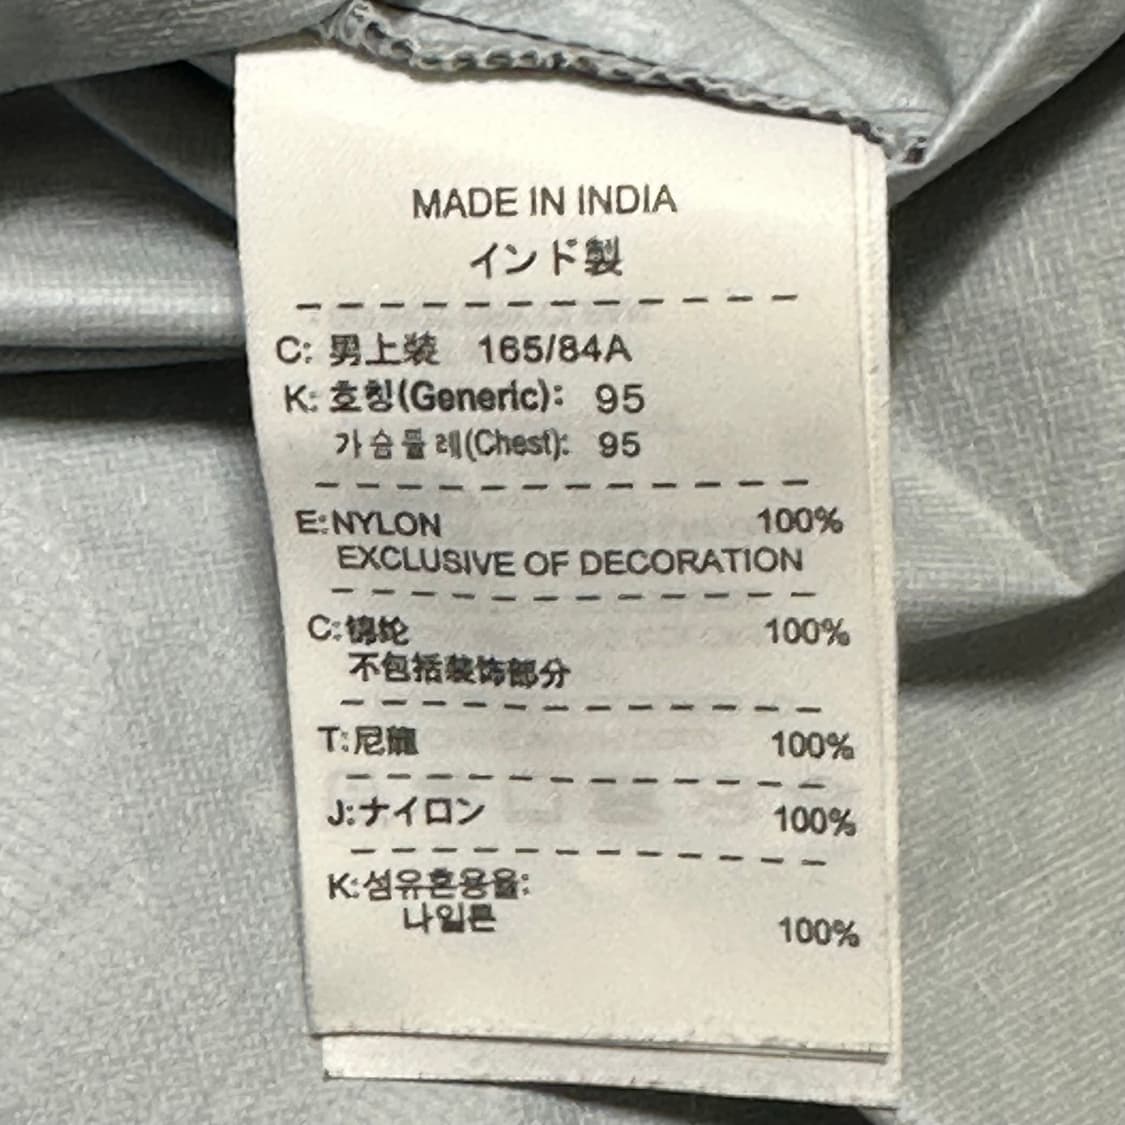 MADE IN INDIA
インド製
C: 男上装 165/84A
K: 호칭(Generic): 95
가슴둘레(Chest): 95
E:NYLON 100%
EXCLUSIVE OF DECORATION
C:锦纶 100%
不包括装饰部分
T:尼龍 100%
J:ナイロン 100%
K:섬유혼용율:
나일론 100%